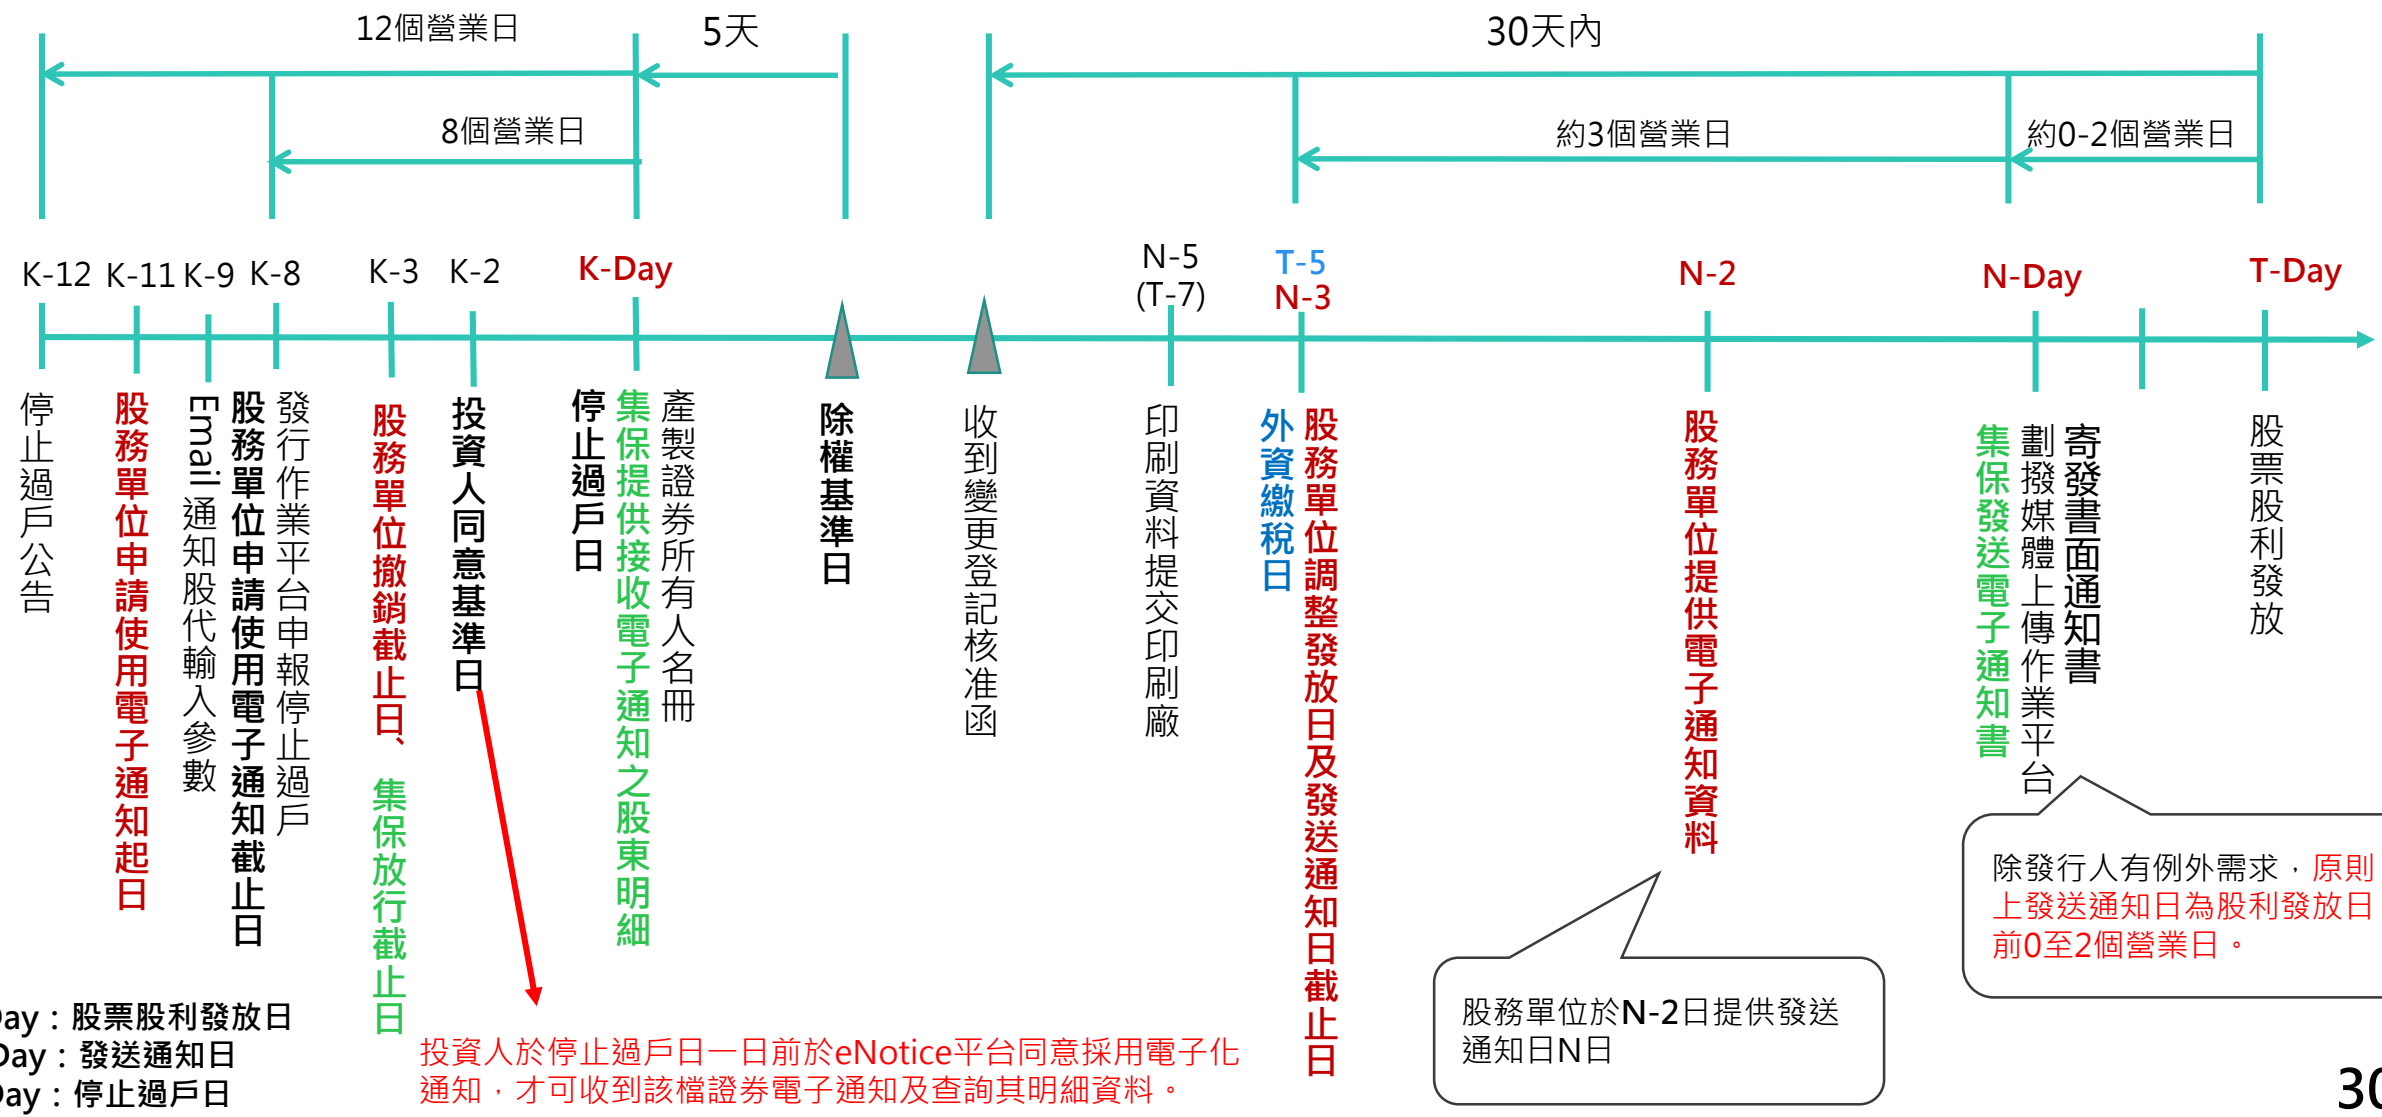 12個營業日
5天
30天內
8個營業日
約3個營業日
約0-2個營業日
K-12
K-11
K-9
K-8
K-3
K-2
K-Day
N-5
(T-7)
T-5
N-3
N-2
N-Day
T-Day
停止過戶公告
股務單位申請使用電子通知起日
Email 通知股代輸入參數
股務單位申請使用電子通知截止日
發行作業平台申報停止過戶
股務單位撤銷截止日、集保放行截止日
投資人同意基準日
停止過戶日
集保提供接收電子通知之股東明細
產製證券所有人名冊
除權基準日
收到變更登記核准函
印刷資料提交印刷廠
外資繳稅日
股務單位調整發放日及發送通知日截止日
股務單位提供電子通知資料
集保發送電子通知書
劃撥媒體上傳作業平台
寄發書面通知書
股票股利發放
除發行人有例外需求，原則
上發送通知日為股利發放日
前0至2個營業日。
股務單位於N-2日提供發送
通知日N日
投資人於停止過戶日一日前於eNotice平台同意採用電子化
通知，才可收到該檔證券電子通知及查詢其明細資料。
ay：股票股利發放日
Day：發送通知日
ay：停止過戶日
30